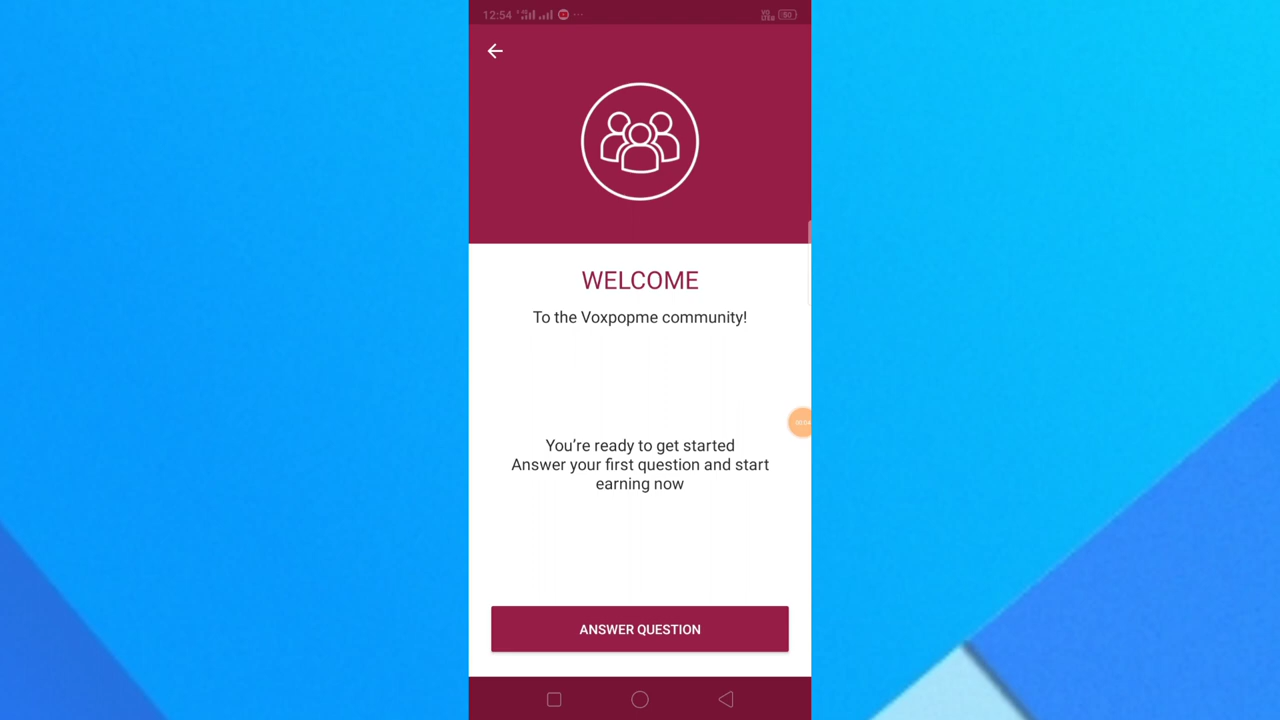 12:54
50
WELCOME
To the Voxpopme community!
You're ready to get started
Answer your first question and start
earning now
ANSWER QUESTION